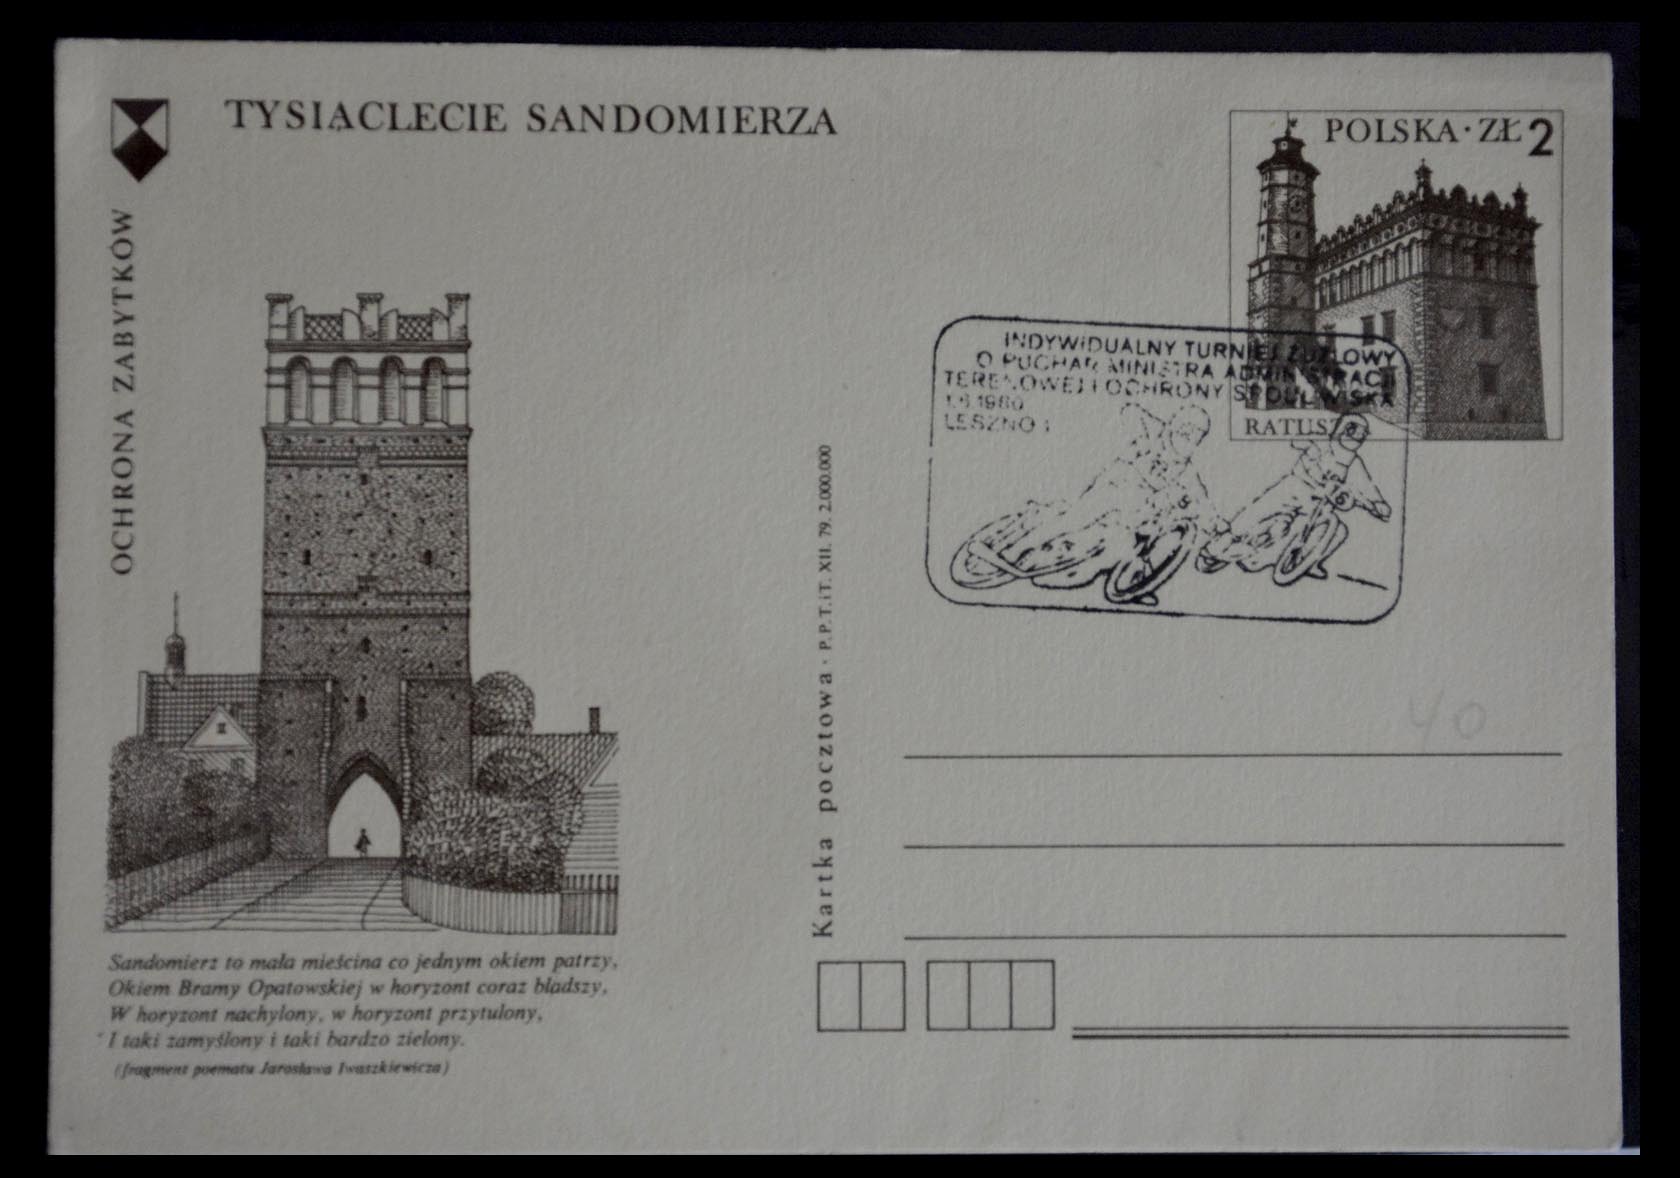 TYSIĄCLECIE SANDOMIERZA
OCHRONA ZABYTKÓW
POLSKA · ZŁ 2
RATUSZ
INDYWIDUALNY TURNIEJ ŻUŻLOWY
O PUCHAR MINISTRA ADMINISTRACJI
TERENOWEJ I OCHRONY ŚRODOWISKA
1.6.1980
LESZNO 1
5
16
Kartka pocztowa · P.P.T.iT. XII. 79. 2.000.000
40
Sandomierz to mała mieścina co jednym okiem patrzy,
Okiem Bramy Opatowskiej w horyzont coraz bladszy,
W horyzont nachylony, w horyzont przytulony,
I taki zamyślony i taki bardzo zielony.
(fragment poematu Jarosława Iwaszkiewicza)